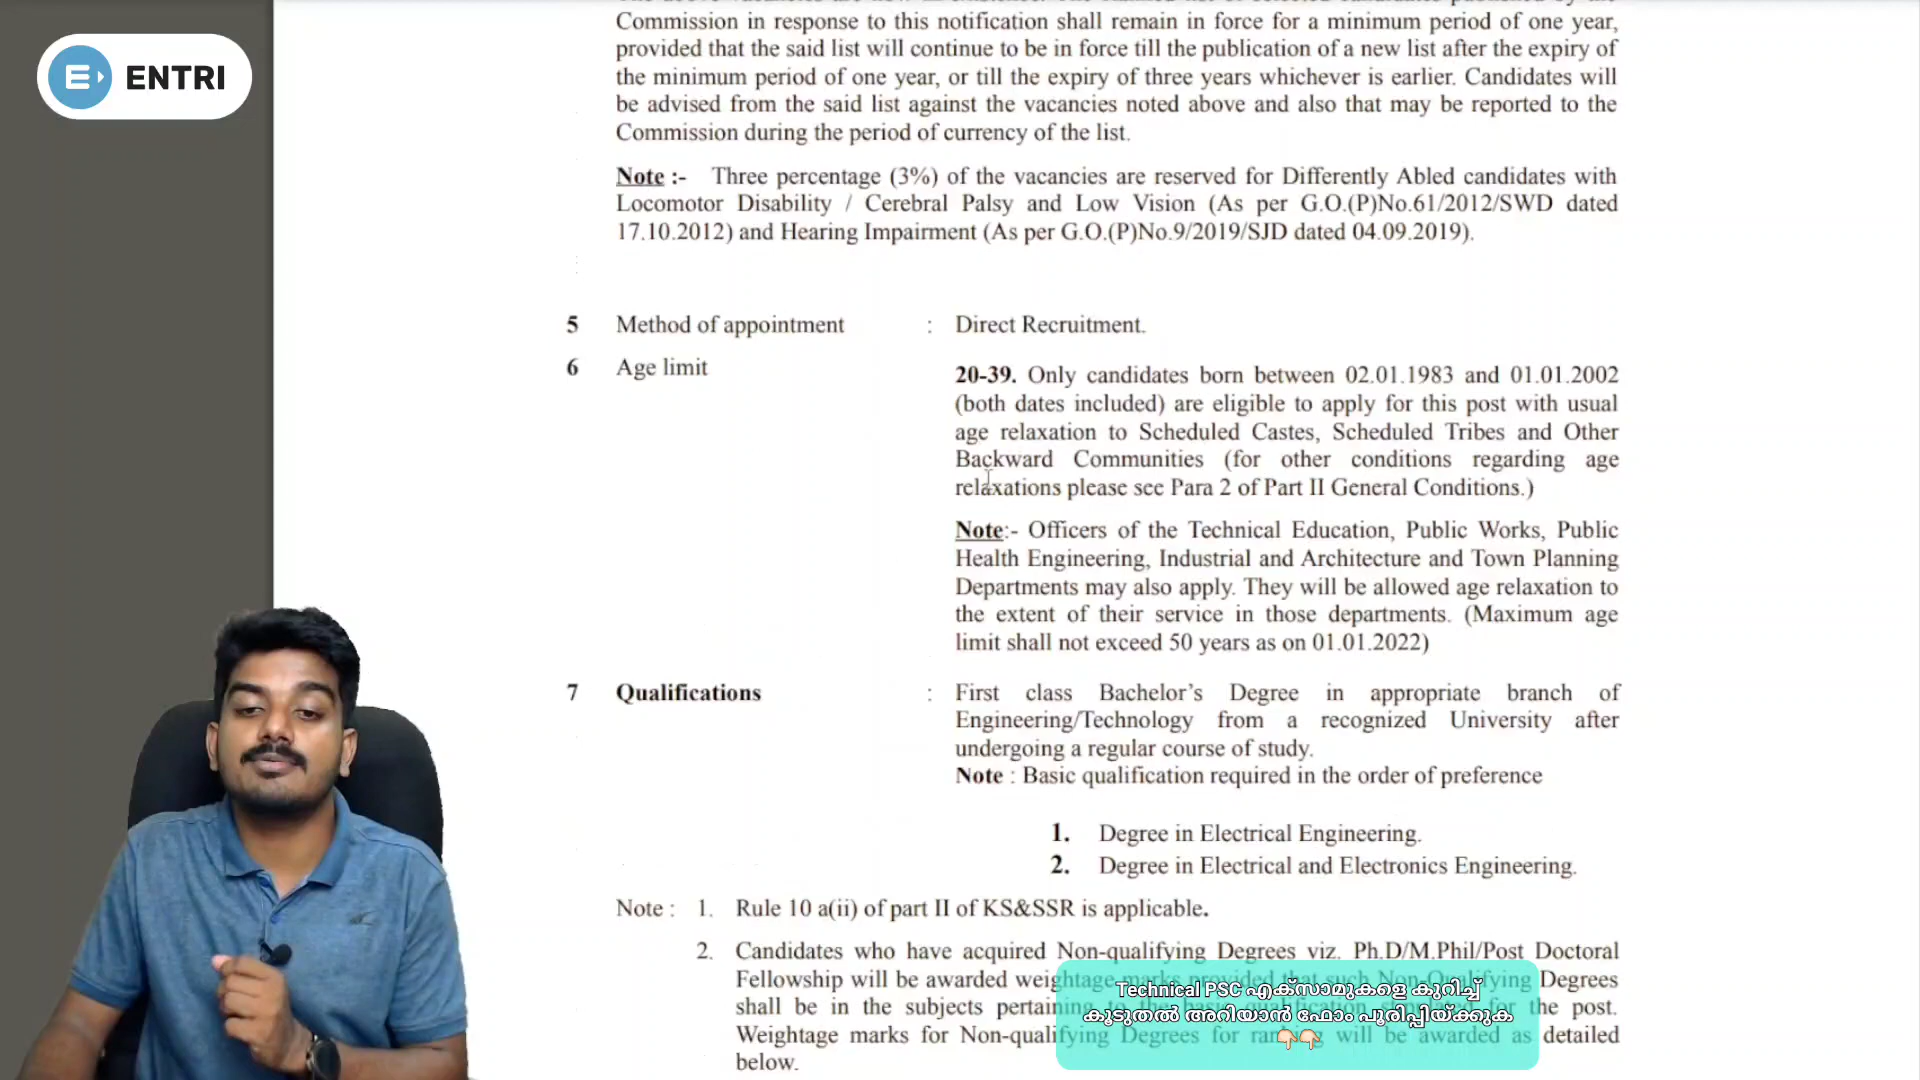 ENTRI
Commission in response to this notification shall remain in force for a minimum period of one year,
provided that the said list will continue to be in force till the publication of a new list after the expiry of
the minimum period of one year, or till the expiry of three years whichever is earlier. Candidates will
be advised from the said list against the vacancies noted above and also that may be reported to the
Commission during the period of currency of the list.
Note :- Three percentage (3%) of the vacancies are reserved for Differently Abled candidates with
Locomotor Disability / Cerebral Palsy and Low Vision (As per G.O.(P)No.61/2012/SWD dated
17.10.2012) and Hearing Impairment (As per G.O.(P)No.9/2019/SJD dated 04.09.2019).
5 Method of appointment : Direct Recruitment.
6 Age limit
20-39. Only candidates born between 02.01.1983 and 01.01.2002
(both dates included) are eligible to apply for this post with usual
age relaxation to Scheduled Castes, Scheduled Tribes and Other
Backward Communities (for other conditions regarding age
relaxations please see Para 2 of Part II General Conditions.)
Note:- Officers of the Technical Education, Public Works, Public
Health Engineering, Industrial and Architecture and Town Planning
Departments may also apply. They will be allowed age relaxation to
the extent of their service in those departments. (Maximum age
limit shall not exceed 50 years as on 01.01.2022)
7 Qualifications : First class Bachelor’s Degree in appropriate branch of
Engineering/Technology from a recognized University after
undergoing a regular course of study.
Note : Basic qualification required in the order of preference
1. Degree in Electrical Engineering.
2. Degree in Electrical and Electronics Engineering.
Note : 1. Rule 10 a(ii) of part II of KS&SSR is applicable.
2. Candidates who have acquired Non-qualifying Degrees viz. Ph.D/M.Phil/Post Doctoral
Fellowship will be awarded weightage marks provided that such Non-Qualifying Degrees
shall be in the subjects pertaining to the basic qualification for the post.
Weightage marks for Non-qualifying Degrees for ranking will be awarded as detailed
below.
Technical PSC എക്സാമുകളെ കുറിച്ച്
കൂടുതൽ അറിയാൻ ഫോം പൂരിപ്പിയ്ക്കുക
👇👇